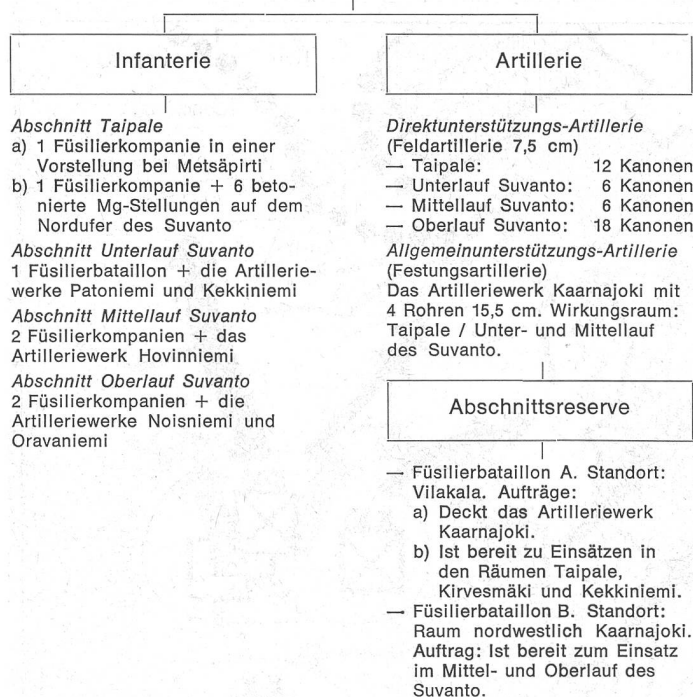 Infanterie
Abschnitt Taipale
a) 1 Füsilierkompanie in einer
Vorstellung bei Metsäpirti
b) 1 Füsilierkompanie + 6 beto-
nierte Mg-Stellungen auf dem
Nordufer des Suvanto
Abschnitt Unterlauf Suvanto
1 Füsilierbataillon + die Artillerie-
werke Patoniemi und Kekkiniemi
Abschnitt Mittellauf Suvanto
2 Füsilierkompanien + das
Artilleriewerk Hovinniemi
Abschnitt Oberlauf Suvanto
2 Füsilierkompanien + die
Artilleriewerke Noisniemi und
Oravaniemi
Artillerie
Direktunterstützungs-Artillerie
(Feldartillerie 7,5 cm)
— Taipale: 12 Kanonen
— Unterlauf Suvanto: 6 Kanonen
— Mittellauf Suvanto: 6 Kanonen
— Oberlauf Suvanto: 18 Kanonen
Allgemeinunterstützungs-Artillerie
(Festungsartillerie)
Das Artilleriewerk Kaarnajoki mit
4 Rohren 15,5 cm. Wirkungsraum:
Taipale / Unter- und Mittellauf
des Suvanto.
Abschnittsreserve
— Füsilierbataillon A. Standort:
Vilakala. Aufträge:
a) Deckt das Artilleriewerk
Kaarnajoki.
b) Ist bereit zu Einsätzen in
den Räumen Taipale,
Kirvesmäki und Kekkiniemi.
— Füsilierbataillon B. Standort:
Raum nordwestlich Kaarnajoki.
Auftrag: Ist bereit zum Einsatz
im Mittel- und Oberlauf des
Suvanto.